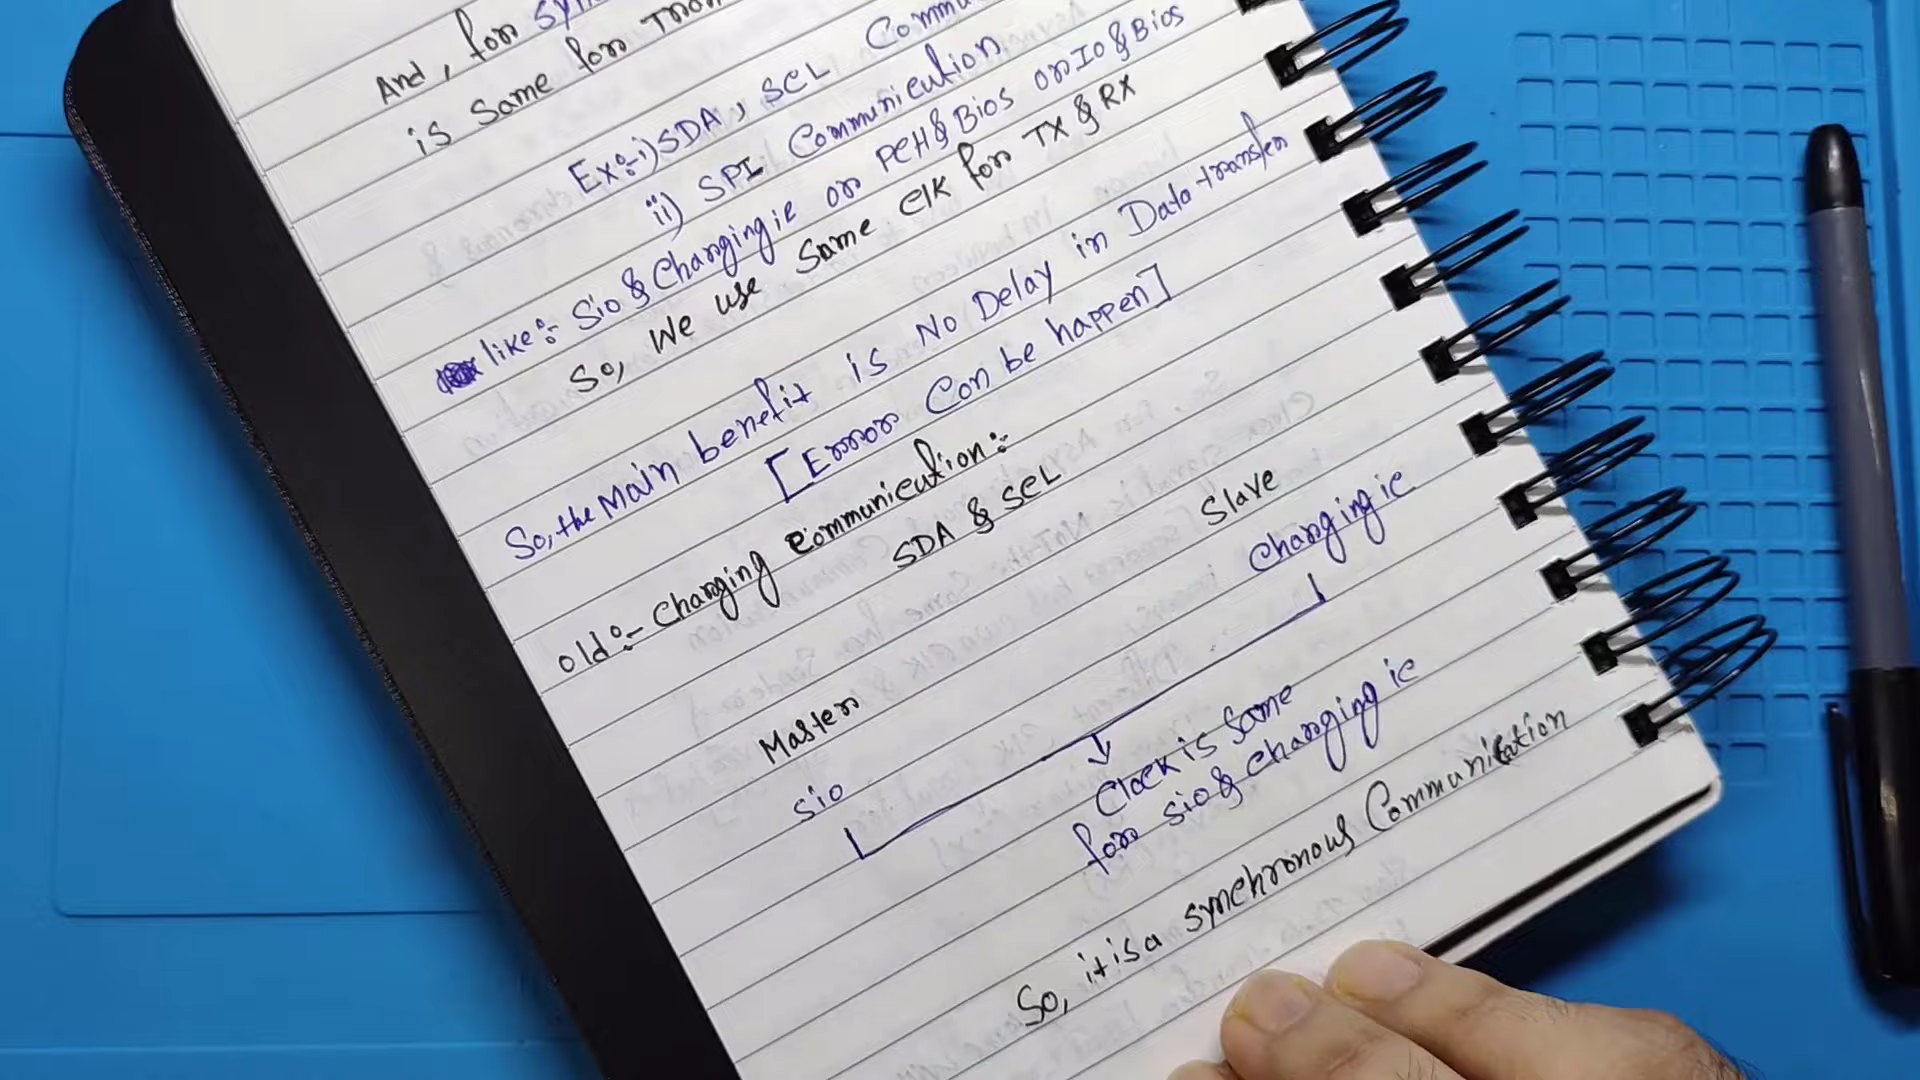 And, for
is Same for
Ex:-i) SDA, SCL
ii) SPI Communication
like:- Sio & Charging ic or PCH & Bios or IO & Bios
So, We use Same Clk for TX & RX
So, the Main benefit is No Delay in Data transfer
[Error Can be happen]
old:- Charging Communication:-
SDA & SCL
Master Slave
Sio Charging ic
Clock is Same
for Sio & Charging ic
So, it is a Synchronous Communication